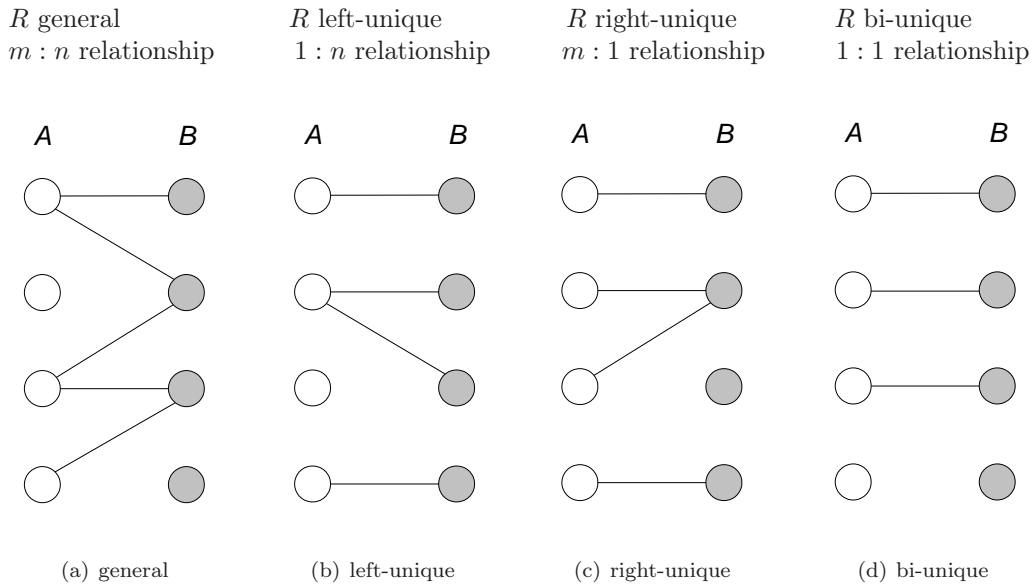 R general
m : n relationship
R left-unique
1 : n relationship
R right-unique
m : 1 relationship
R bi-unique
1 : 1 relationship
A B
A B
A B
A B
(a) general
(b) left-unique
(c) right-unique
(d) bi-unique